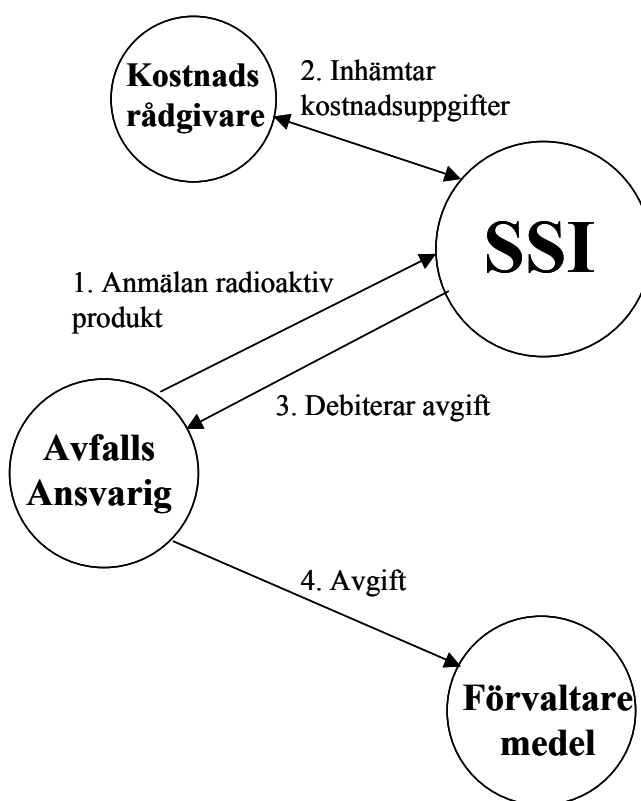 Kostnads
rådgivare
2. Inhämtar
kostnadsuppgifter
SSI
1. Anmälan radioaktiv
produkt
3. Debiterar avgift
Avfalls
Ansvarig
4. Avgift
Förvaltare
medel